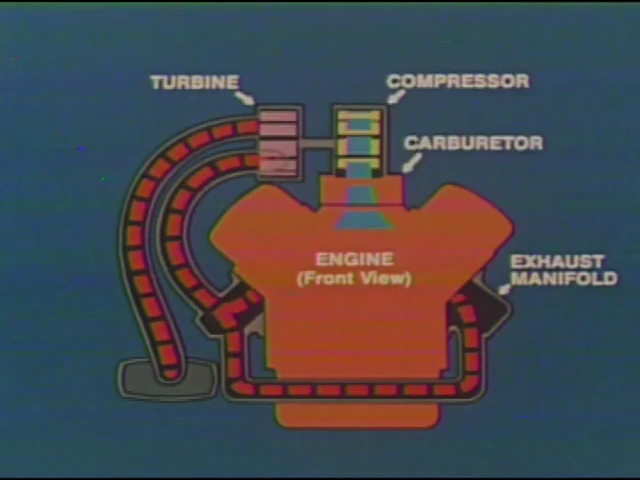 TURBINE
COMPRESSOR
CARBURETOR
ENGINE
(Front View)
EXHAUST
MANIFOLD